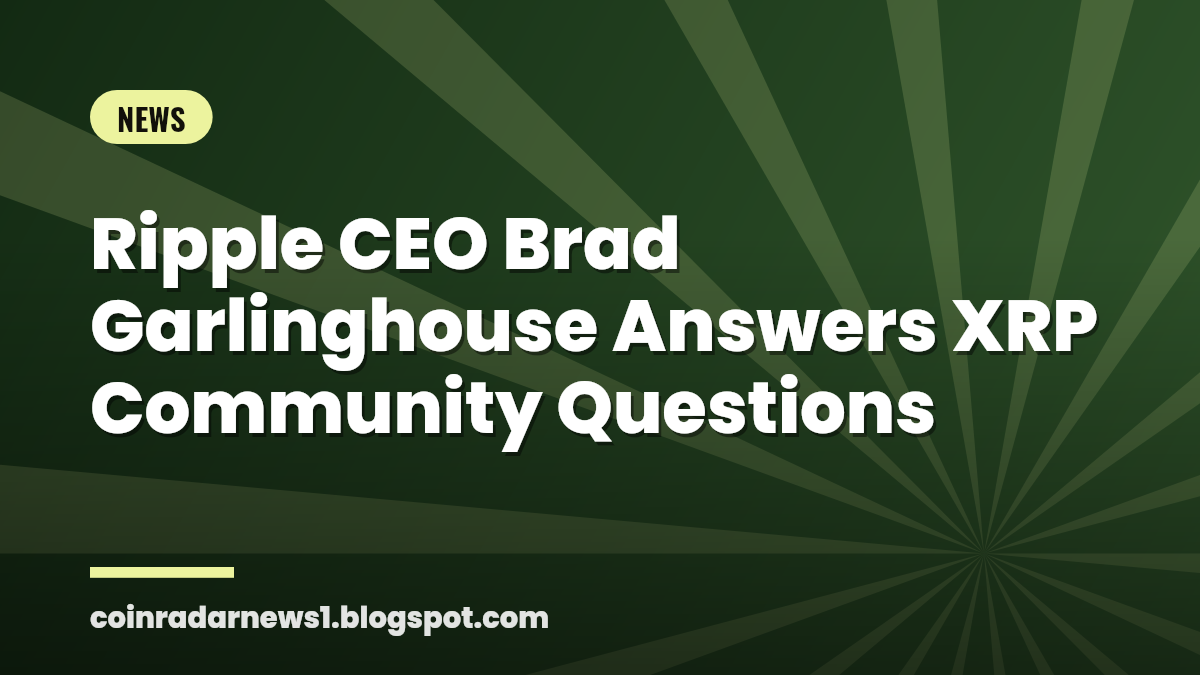 NEWS
Ripple CEO Brad
Garlinghouse Answers XRP
Community Questions
coinradarnews1.blogspot.com